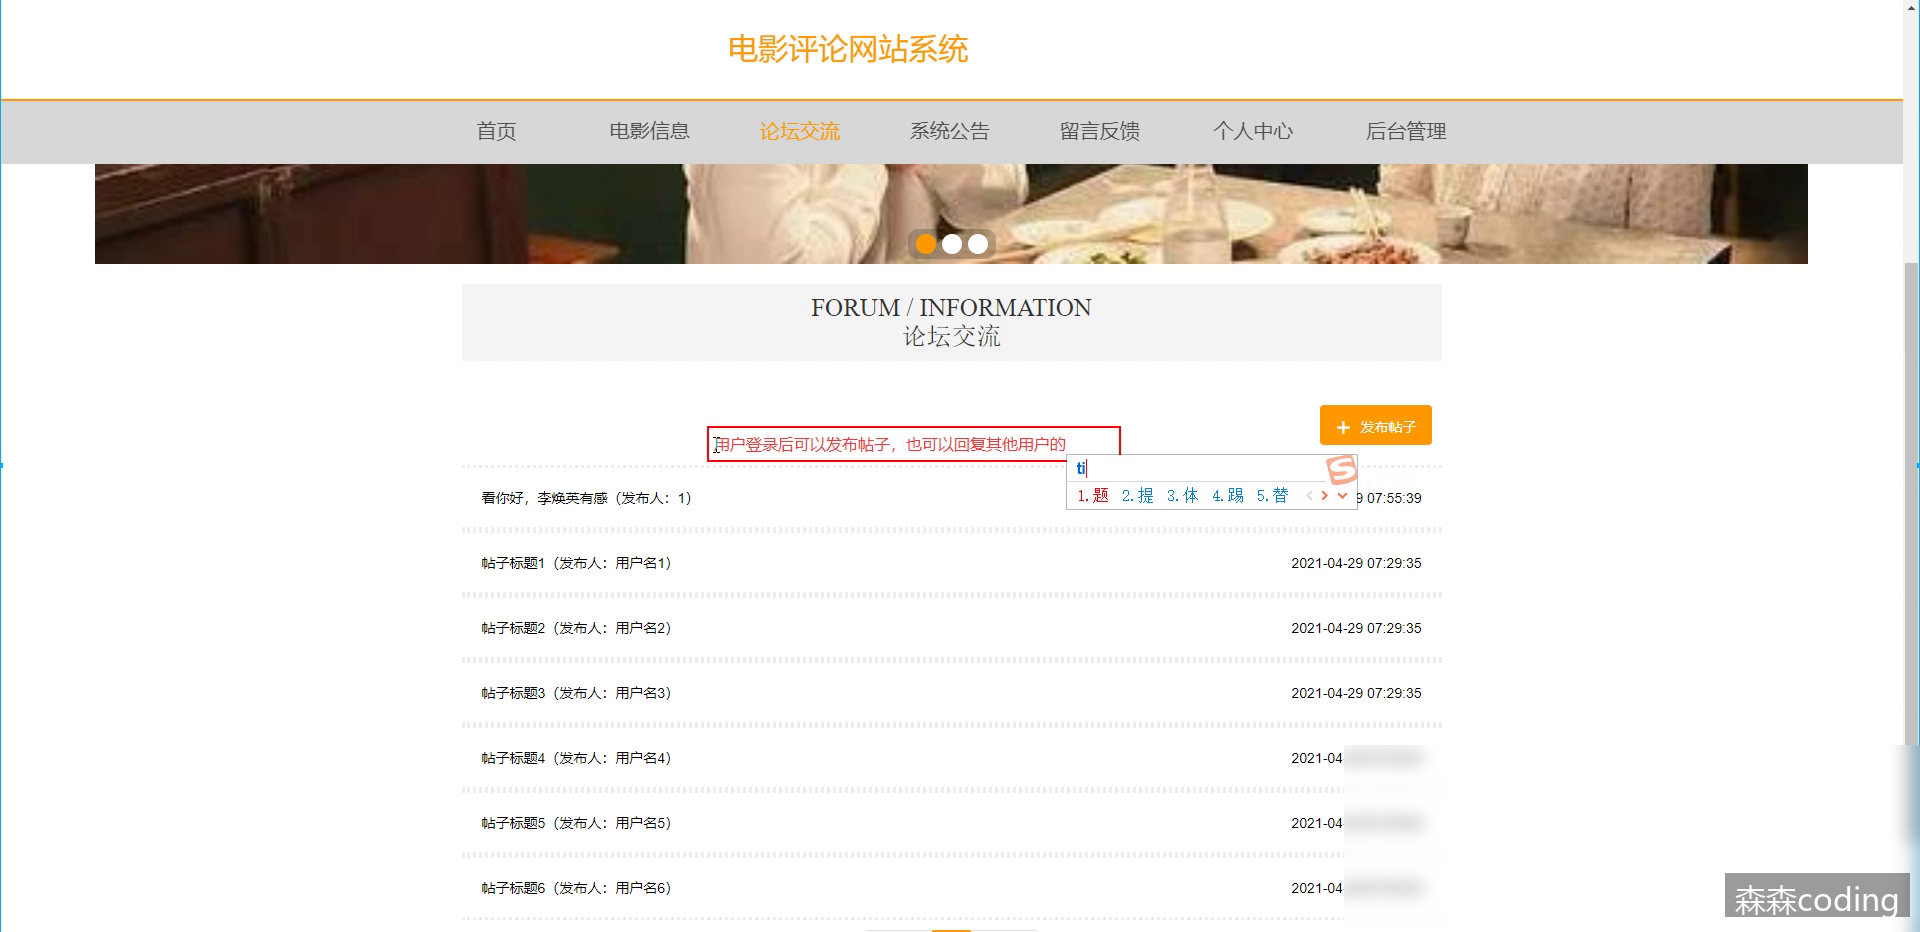 电影评论网站系统
首页 电影信息 论坛交流 系统公告 留言反馈 个人中心 后台管理
FORUM / INFORMATION
论坛交流
+ 发布帖子
用户登录后可以发布帖子，也可以回复其他用户的
ti
1.题 2.提 3.体 4.踢 5.替
看你好，李焕英有感（发布人：1） 9 07:55:39
帖子标题1（发布人：用户名1） 2021-04-29 07:29:35
帖子标题2（发布人：用户名2） 2021-04-29 07:29:35
帖子标题3（发布人：用户名3） 2021-04-29 07:29:35
帖子标题4（发布人：用户名4） 2021-04
帖子标题5（发布人：用户名5） 2021-04
帖子标题6（发布人：用户名6） 2021-04
森森coding